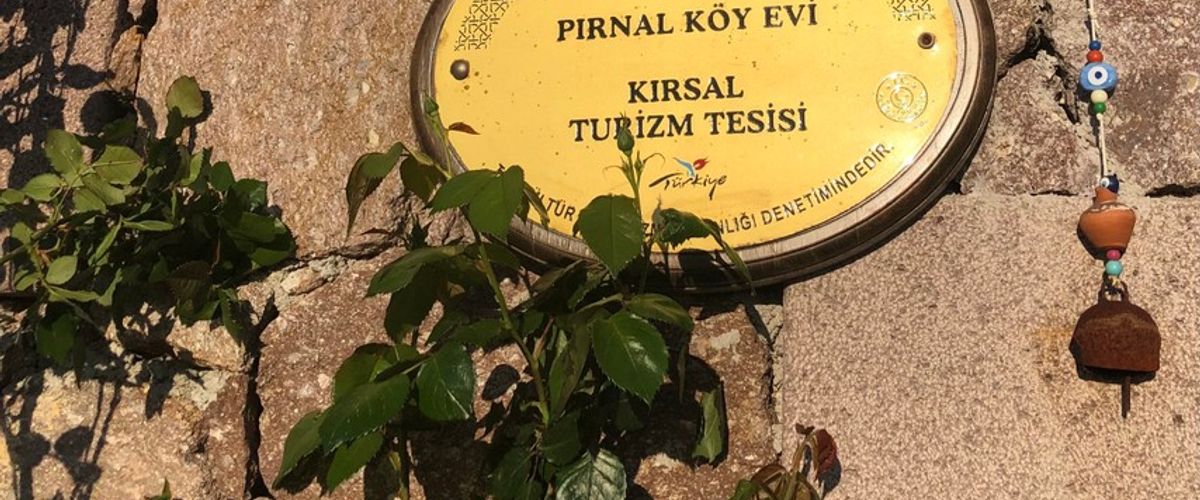 PIRNAL KÖY EVİ
KIRSAL
TURİZM TESİSİ
Türkiye
DENETİMİNDEDİR.